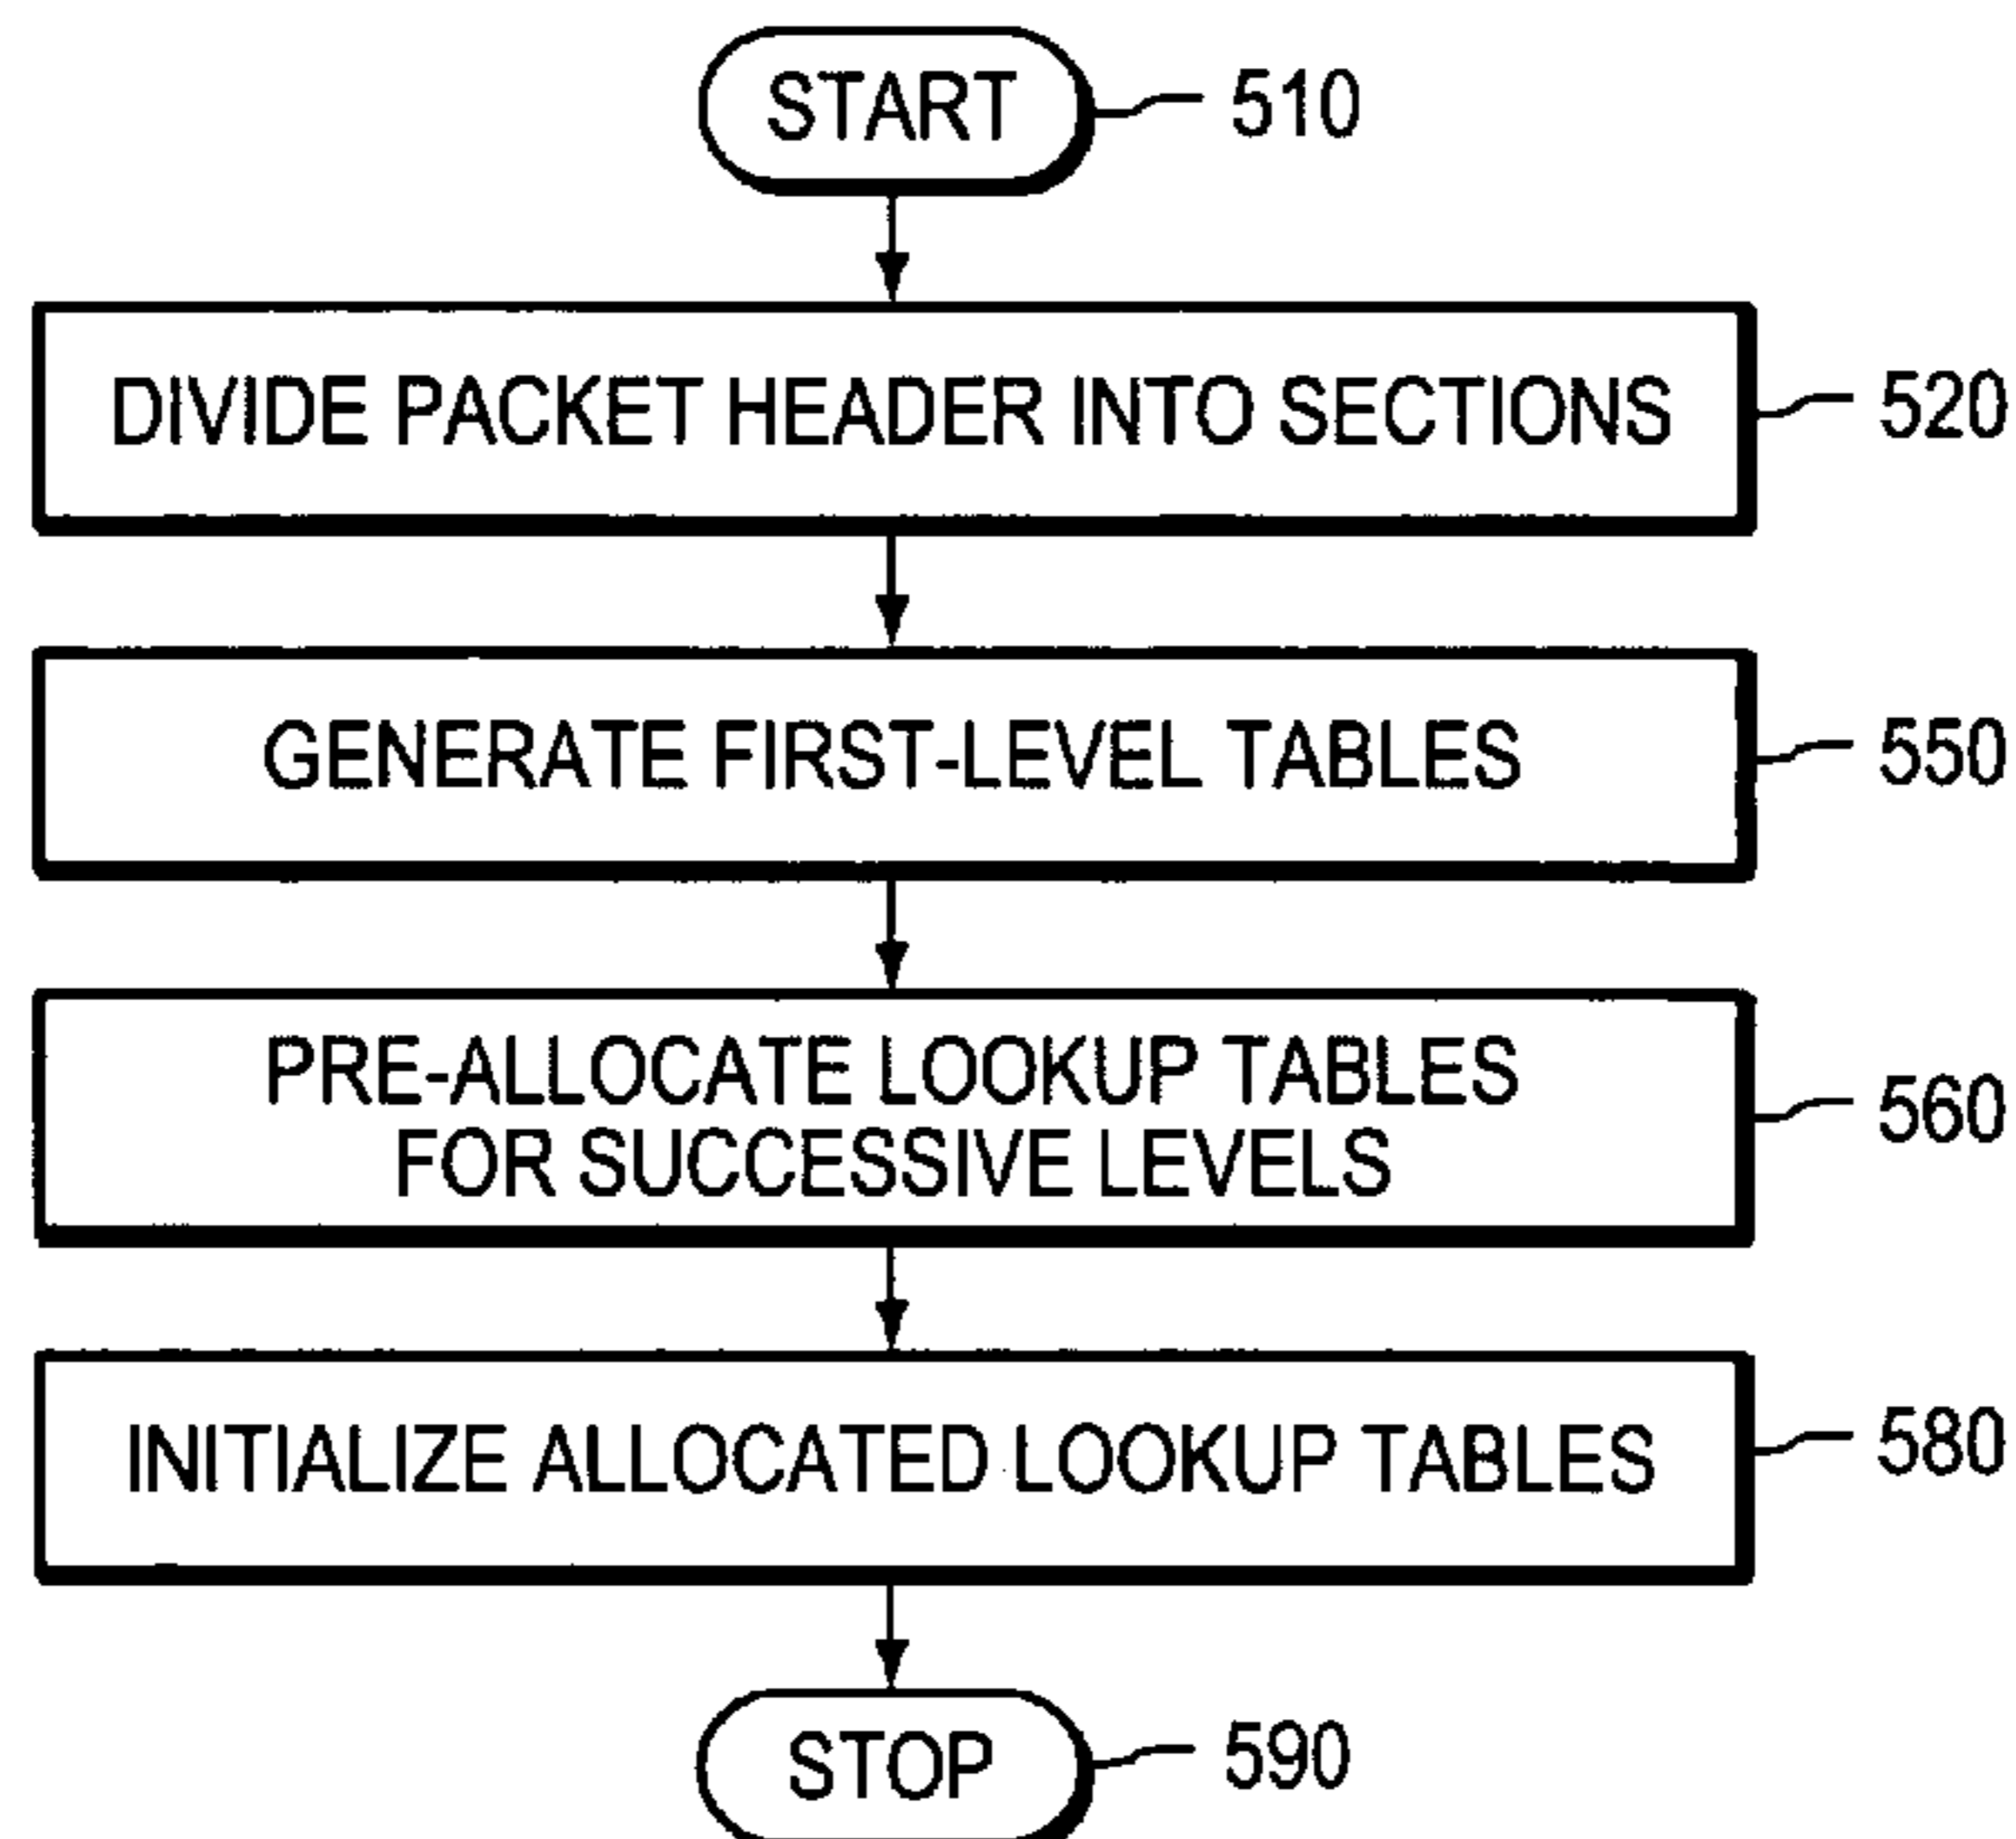 START 510
DIVIDE PACKET HEADER INTO SECTIONS 520
GENERATE FIRST-LEVEL TABLES 550
PRE-ALLOCATE LOOKUP TABLES
FOR SUCCESSIVE LEVELS 560
INITIALIZE ALLOCATED LOOKUP TABLES 580
STOP 590